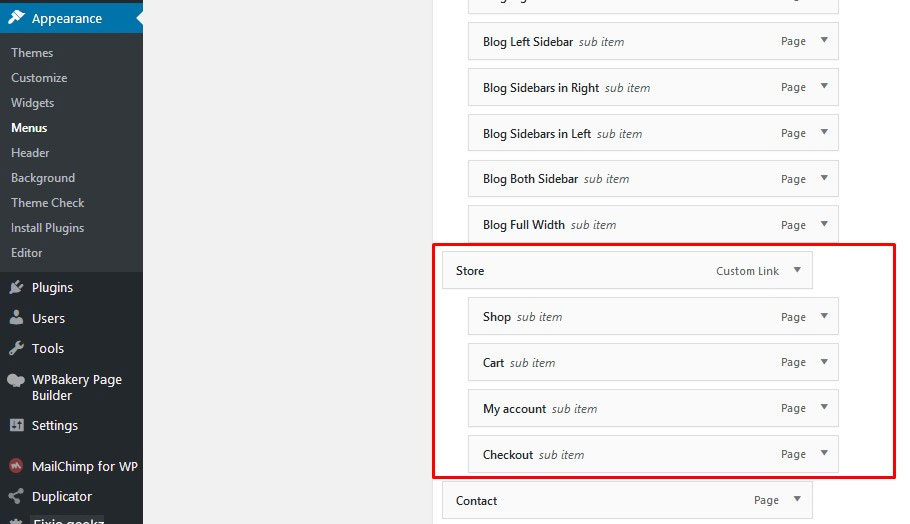 Appearance
Themes
Customize
Widgets
Menus
Header
Background
Theme Check
Install Plugins
Editor
Plugins
Users
Tools
WPBakery Page
Builder
Settings
MailChimp for WP
Duplicator
Blog Left Sidebar sub item Page
Blog Sidebars in Right sub item Page
Blog Sidebars in Left sub item Page
Blog Both Sidebar sub item Page
Blog Full Width sub item Page
Store Custom Link
Shop sub item Page
Cart sub item Page
My account sub item Page
Checkout sub item Page
Contact Page